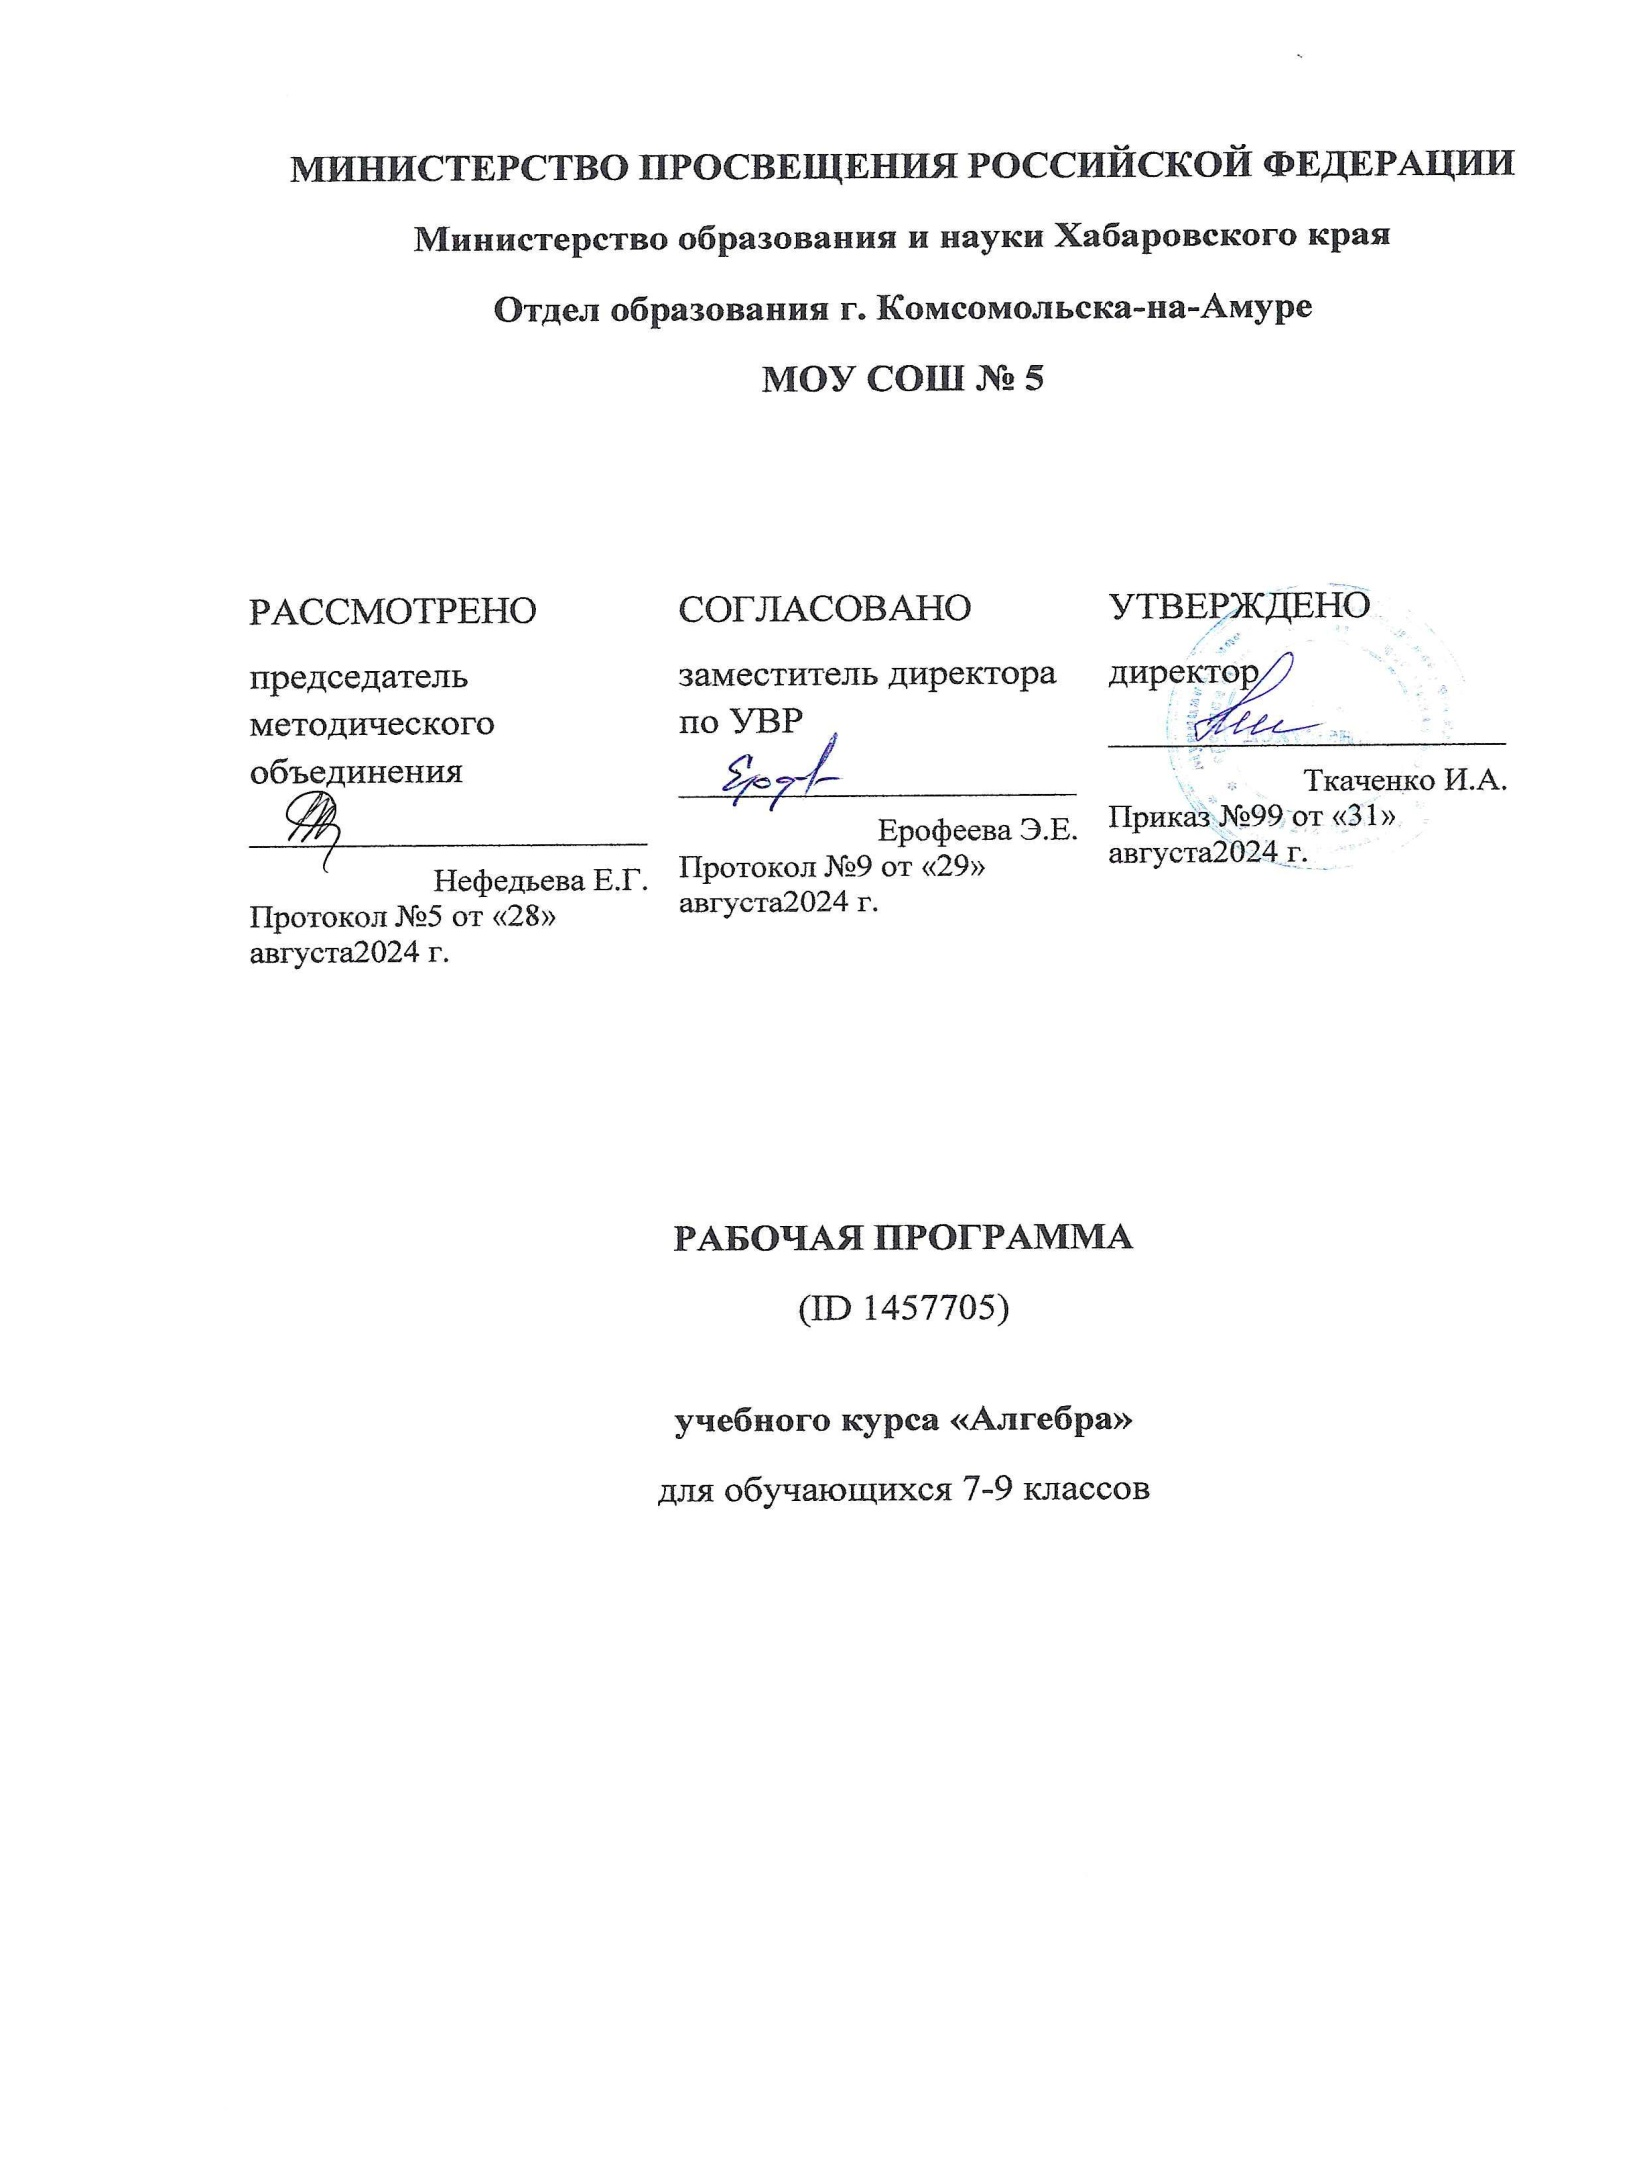 МИНИСТЕРСТВО ПРОСВЕЩЕНИЯ РОССИЙСКОЙ ФЕДЕРАЦИИ
Министерство образования и науки Хабаровского края
Отдел образования г. Комсомольска-на-Амуре
МОУ СОШ № 5
РАССМОТРЕНО
председатель
методического
объединения
Нефедьева Е.Г.
Протокол №5 от «28»
августа2024 г.
СОГЛАСОВАНО
заместитель директора
по УВР
Ерофеева Э.Е.
Протокол №9 от «29»
августа2024 г.
УТВЕРЖДЕНО
директор
Ткаченко И.А.
Приказ №99 от «31»
августа2024 г.
РАБОЧАЯ ПРОГРАММА
(ID 1457705)
учебного курса «Алгебра»
для обучающихся 7-9 классов